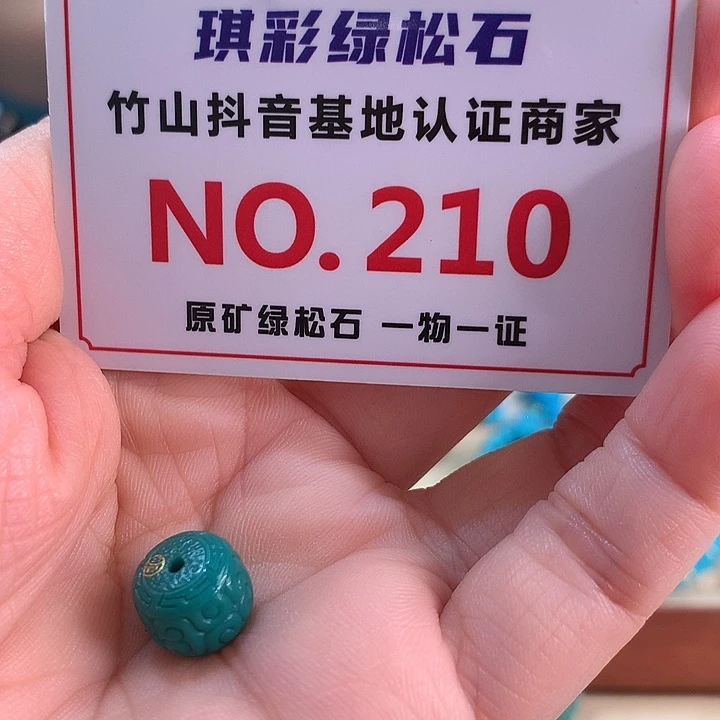 琪彩绿松石
竹山抖音基地认证商家
NO.210
原矿绿松石 一物一证